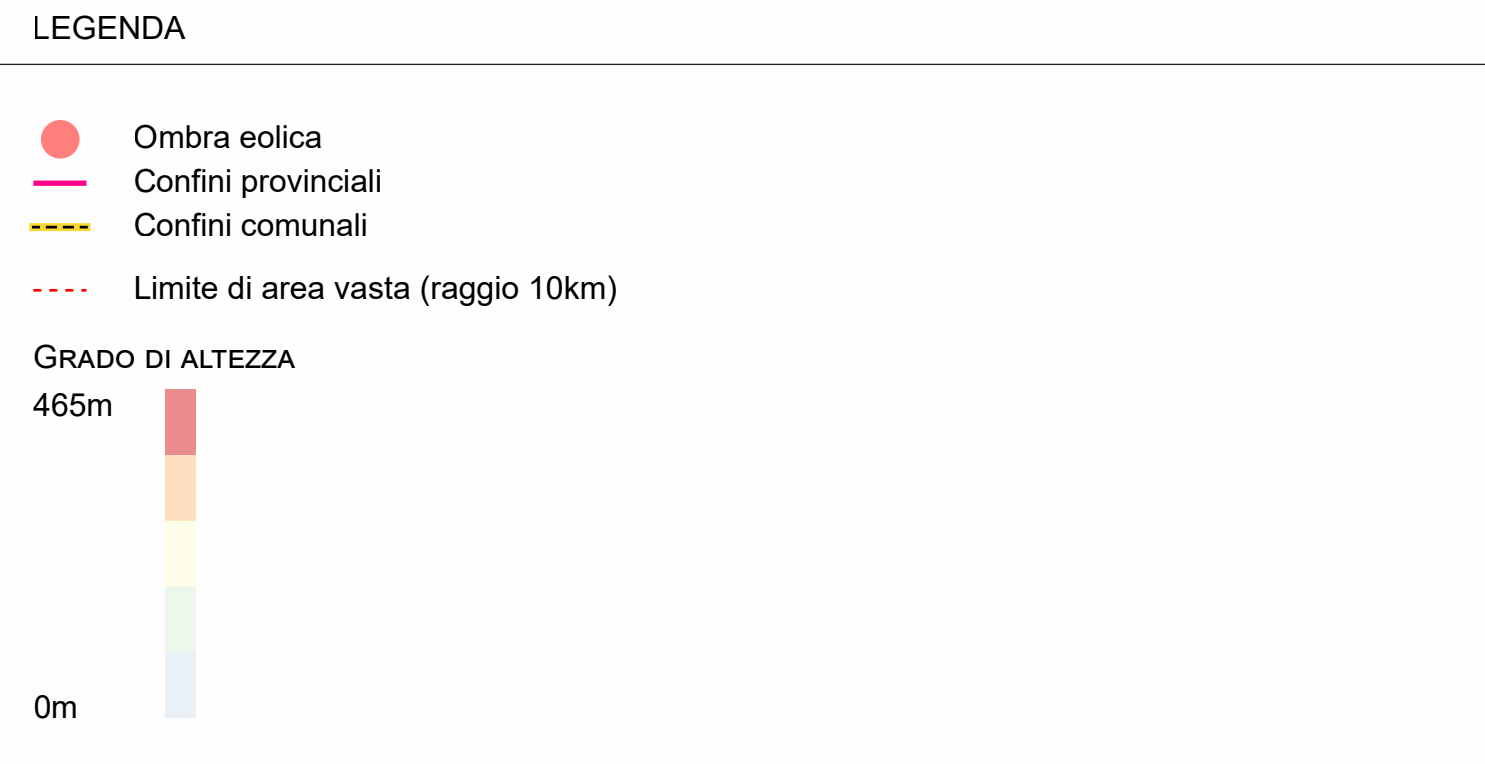 LEGENDA
Ombra eolica
Confini provinciali
Confini comunali
Limite di area vasta (raggio 10km)
GRADO DI ALTEZZA
465m
0m